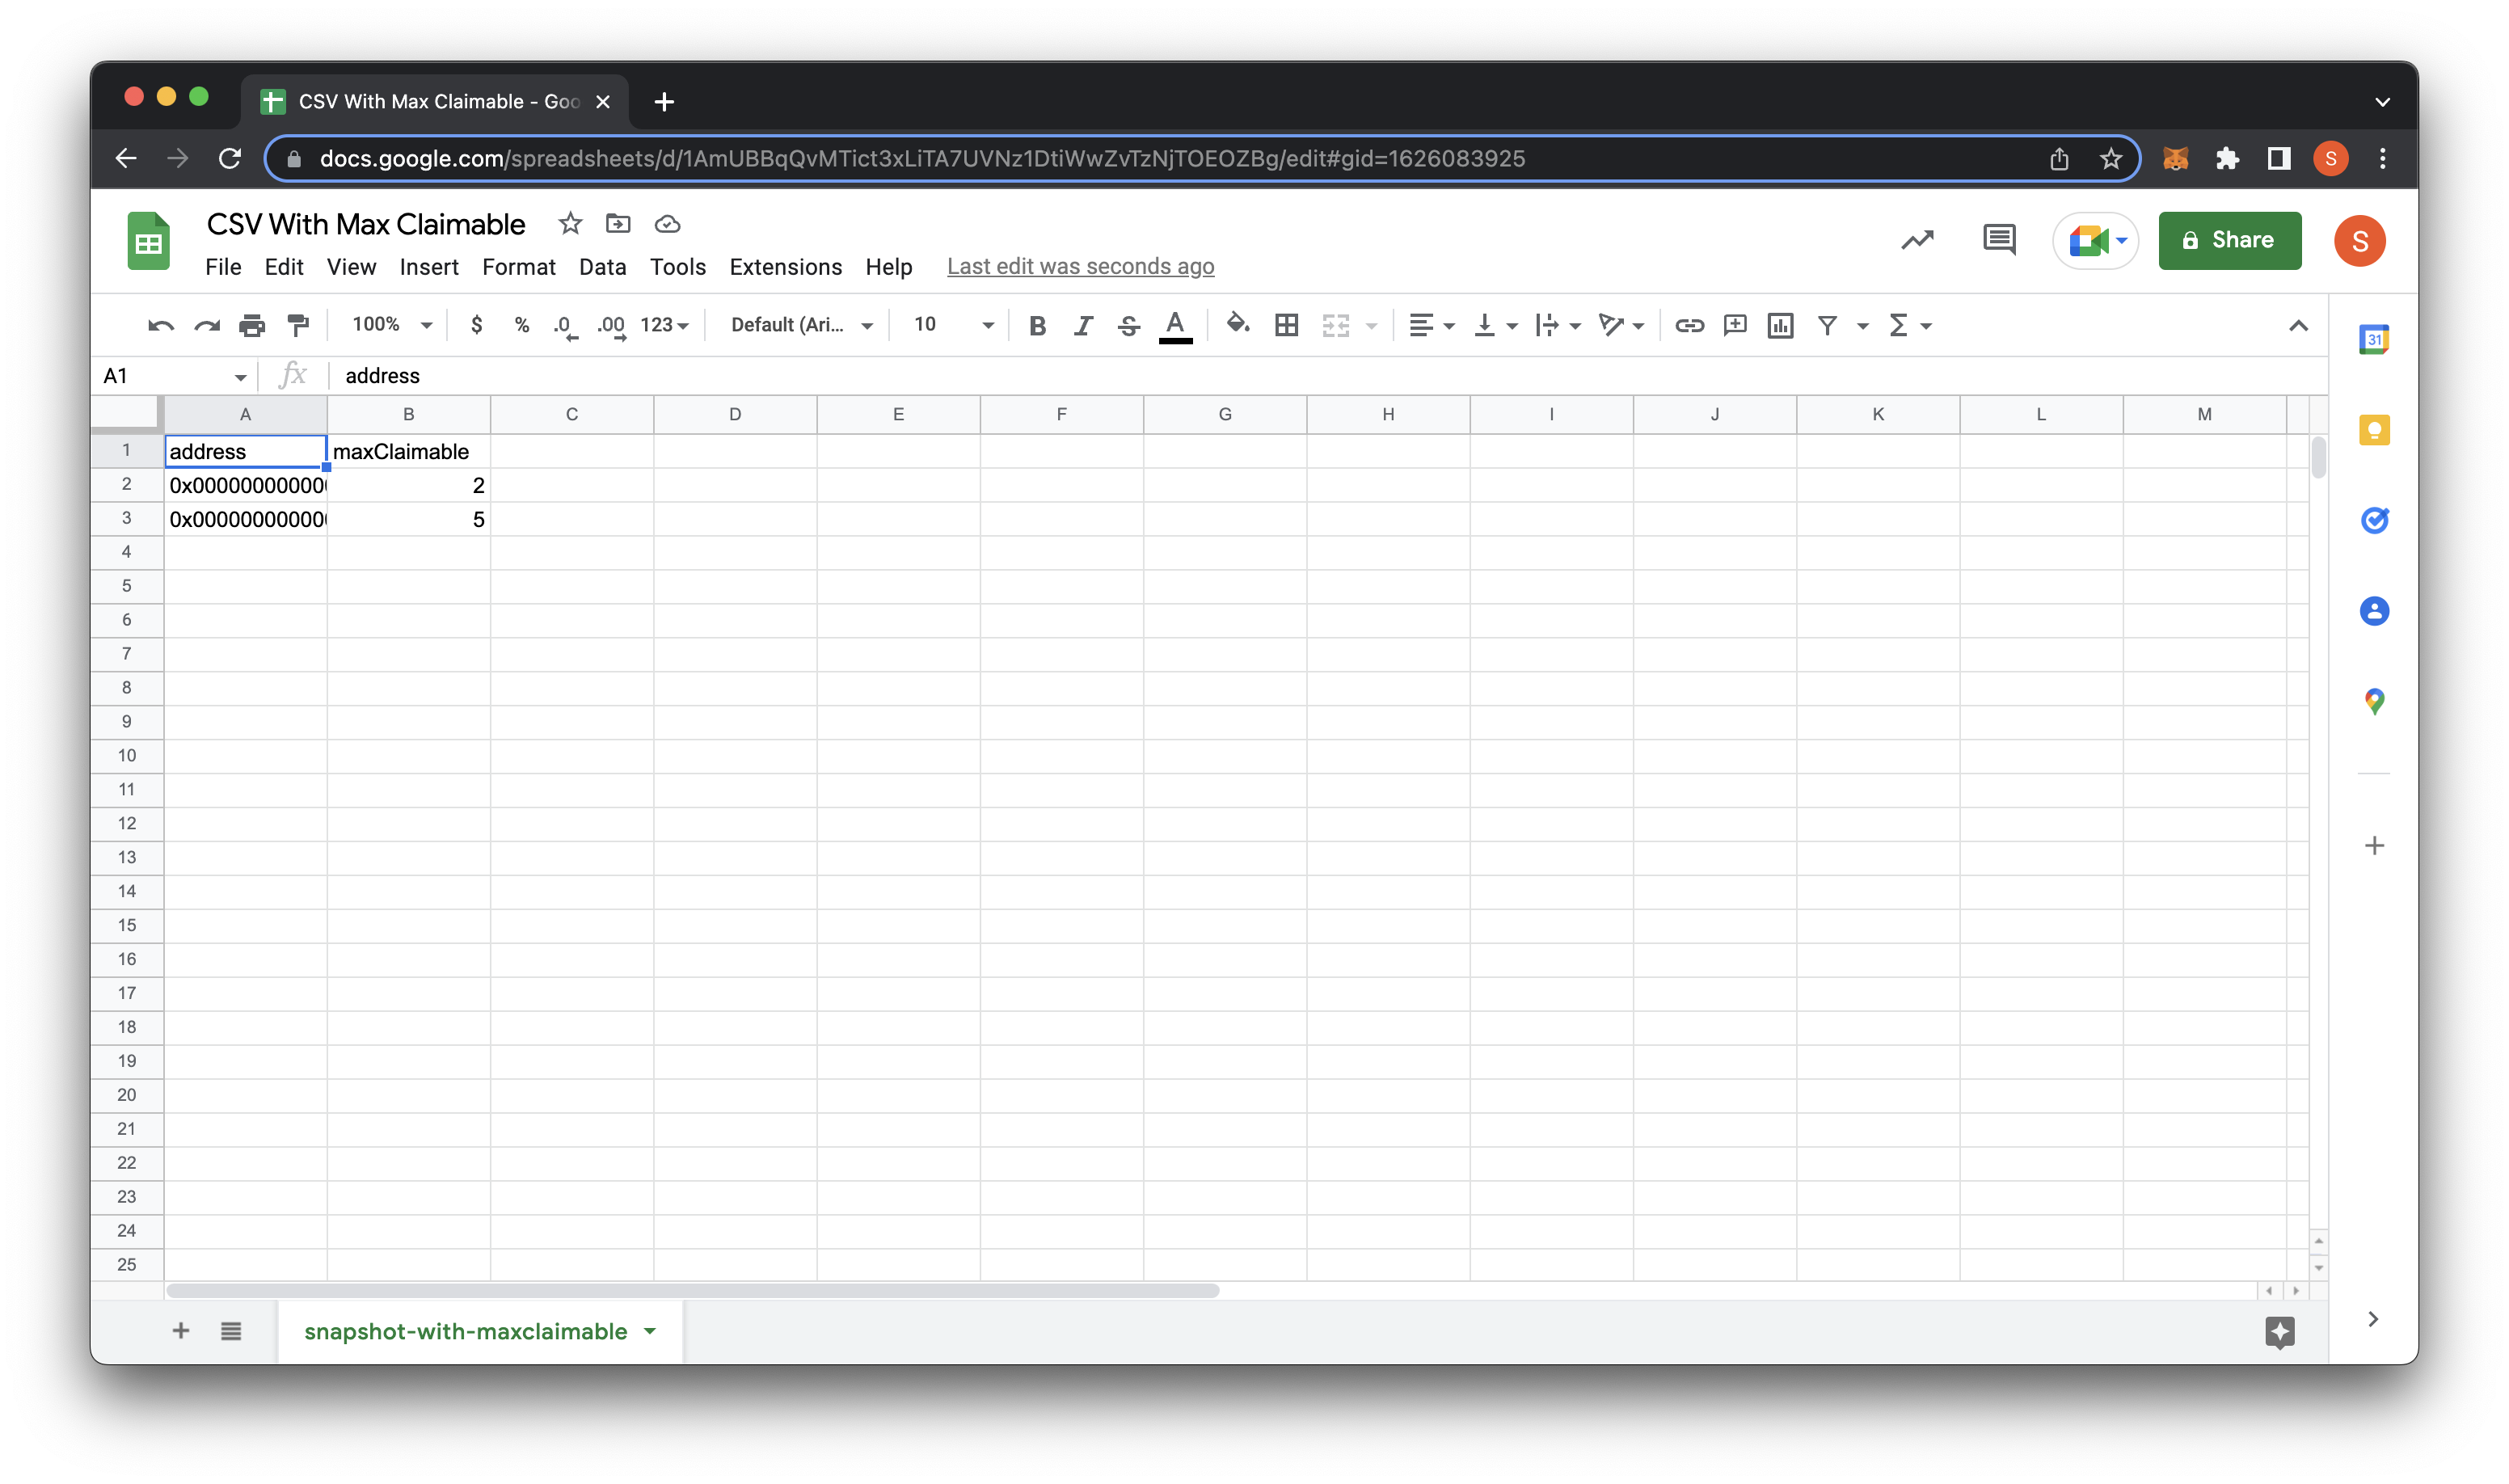 CSV With Max Claimable - Goo
docs.google.com/spreadsheets/d/1AmUBBqQvMTict3xLiTA7UVNz1DtiWwZvTzNjTOEOZBg/edit#gid=1626083925
S
CSV With Max Claimable
Share
S
File Edit View Insert Format Data Tools Extensions Help Last edit was seconds ago
100% $ % .0 .00 123 Default (Ari... 10 B I S A
31
A1 fx address
A B C D E F G H I J K L M
1 address maxClaimable
2 0x000000000000 2
3 0x000000000000 5
4
5
6
7
8
9
10
11
12
13
14
15
16
17
18
19
20
21
22
23
24
25
snapshot-with-maxclaimable